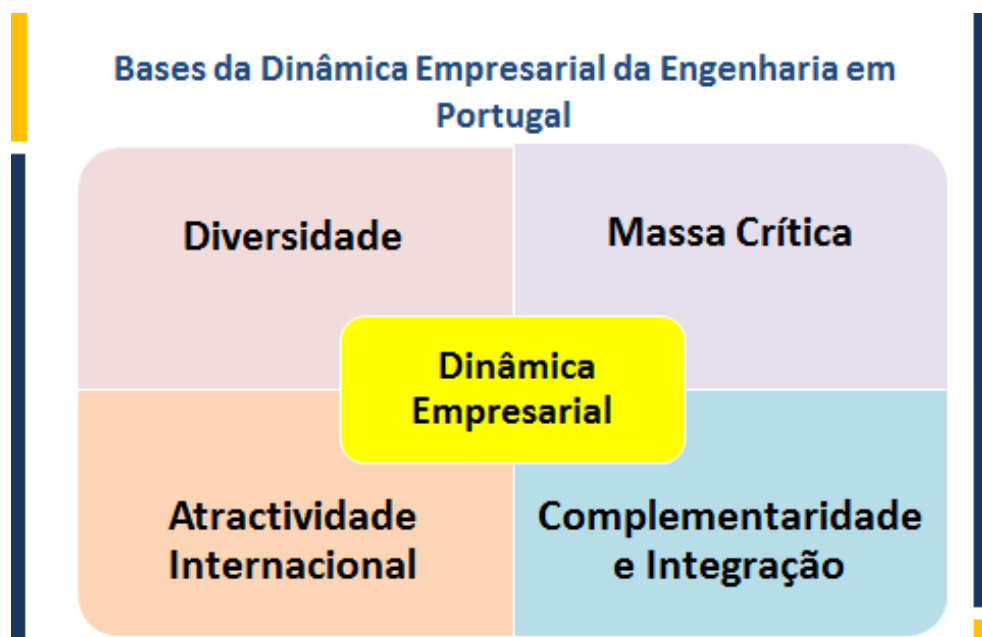 Bases da Dinâmica Empresarial da Engenharia em
Portugal
Diversidade
Massa Crítica
Dinâmica
Empresarial
Atractividade
Internacional
Complementaridade
e Integração